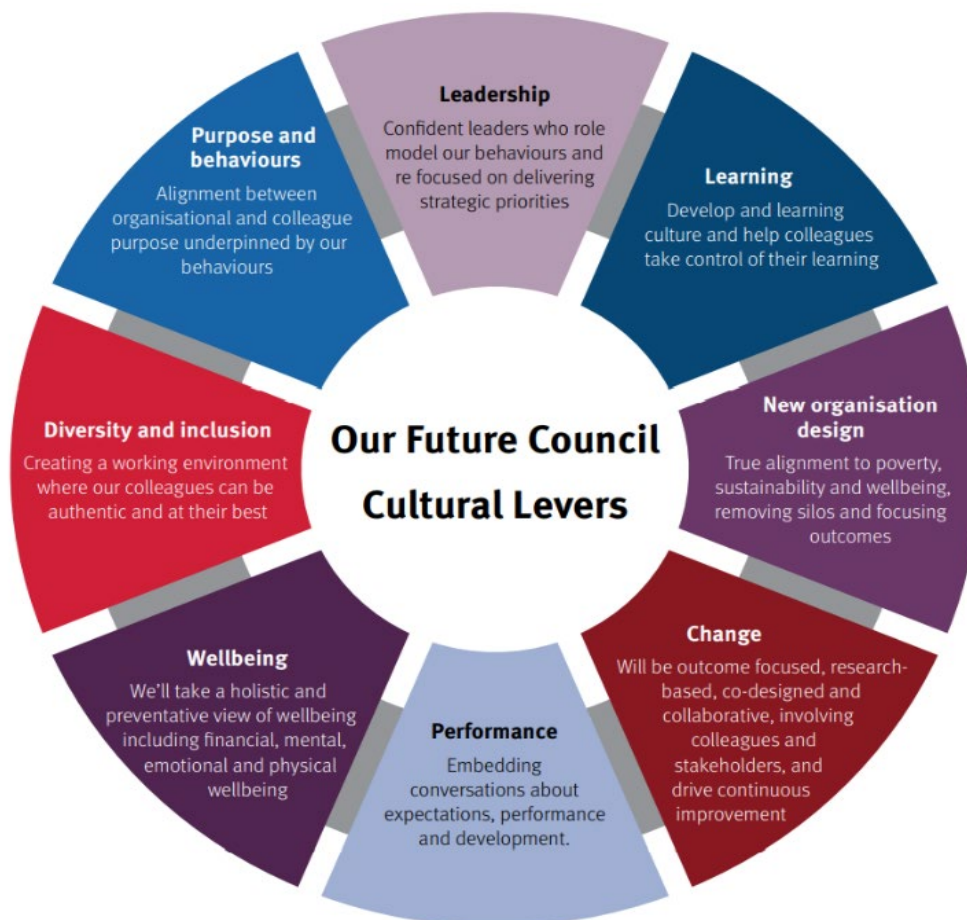 Leadership
Confident leaders who role
model our behaviours and
re focused on delivering
strategic priorities
Learning
Develop and learning
culture and help colleagues
take control of their learning
New organisation
design
True alignment to poverty,
sustainability and wellbeing,
removing silos and focusing
outcomes
Change
Will be outcome focused, research-
based, co-designed and
collaborative, involving
colleagues and
stakeholders, and
drive continuous
improvement
Performance
Embedding
conversations about
expectations, performance
and development.
Wellbeing
We'll take a holistic and
preventative view of wellbeing
including financial, mental,
emotional and physical
wellbeing
Diversity and inclusion
Creating a working environment
where our colleagues can be
authentic and at their best
Purpose and
behaviours
Alignment between
organisational and colleague
purpose underpinned by our
behaviours
Our Future Council
Cultural Levers